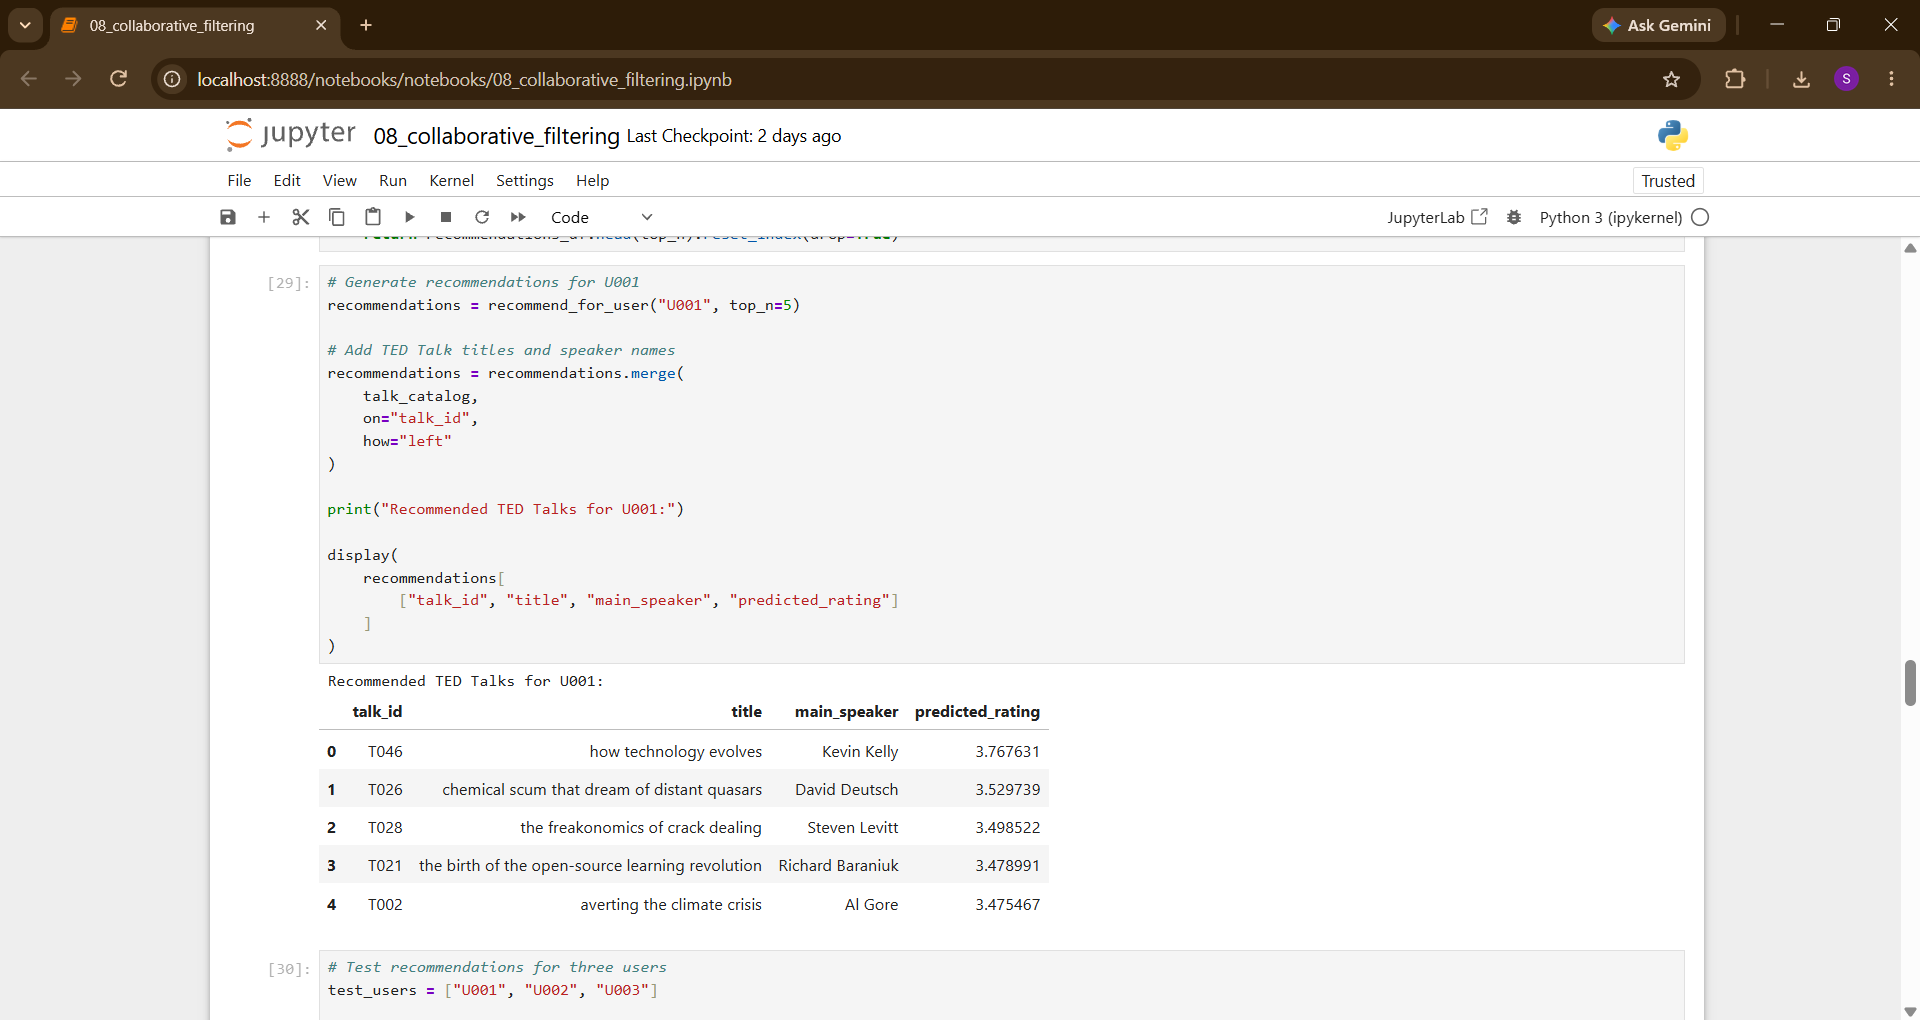 08_collaborative_filtering
Ask Gemini
localhost:8888/notebooks/notebooks/08_collaborative_filtering.ipynb
S
jupyter 08_collaborative_filtering Last Checkpoint: 2 days ago
File Edit View Run Kernel Settings Help
Trusted
Code
JupyterLab
Python 3 (ipykernel)
return recommendations_df.head(top_n).reset_index(drop=True)
[29]:
# Generate recommendations for U001
recommendations = recommend_for_user("U001", top_n=5)
# Add TED Talk titles and speaker names
recommendations = recommendations.merge(
talk_catalog,
on="talk_id",
how="left"
)
print("Recommended TED Talks for U001:")
display(
recommendations[
["talk_id", "title", "main_speaker", "predicted_rating"]
]
)
Recommended TED Talks for U001:
talk_id title main_speaker predicted_rating
0 T046 how technology evolves Kevin Kelly 3.767631
1 T026 chemical scum that dream of distant quasars David Deutsch 3.529739
2 T028 the freakonomics of crack dealing Steven Levitt 3.498522
3 T021 the birth of the open-source learning revolution Richard Baraniuk 3.478991
4 T002 averting the climate crisis Al Gore 3.475467
[30]:
# Test recommendations for three users
test_users = ["U001", "U002", "U003"]